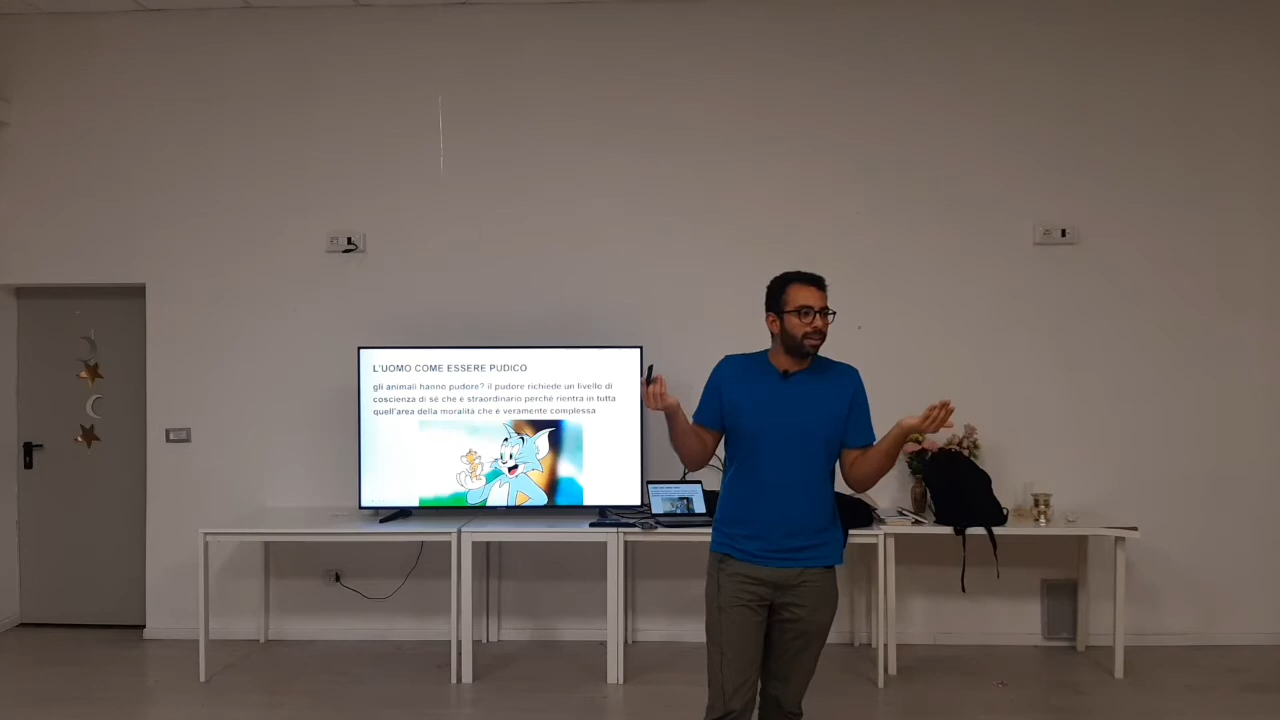 L'UOMO COME ESSERE PUDICO
gli animali hanno pudore? il pudore richiede un livello di
coscienza di sé che è straordinario perché rientra in tutta
quell'area della moralità che è veramente complessa